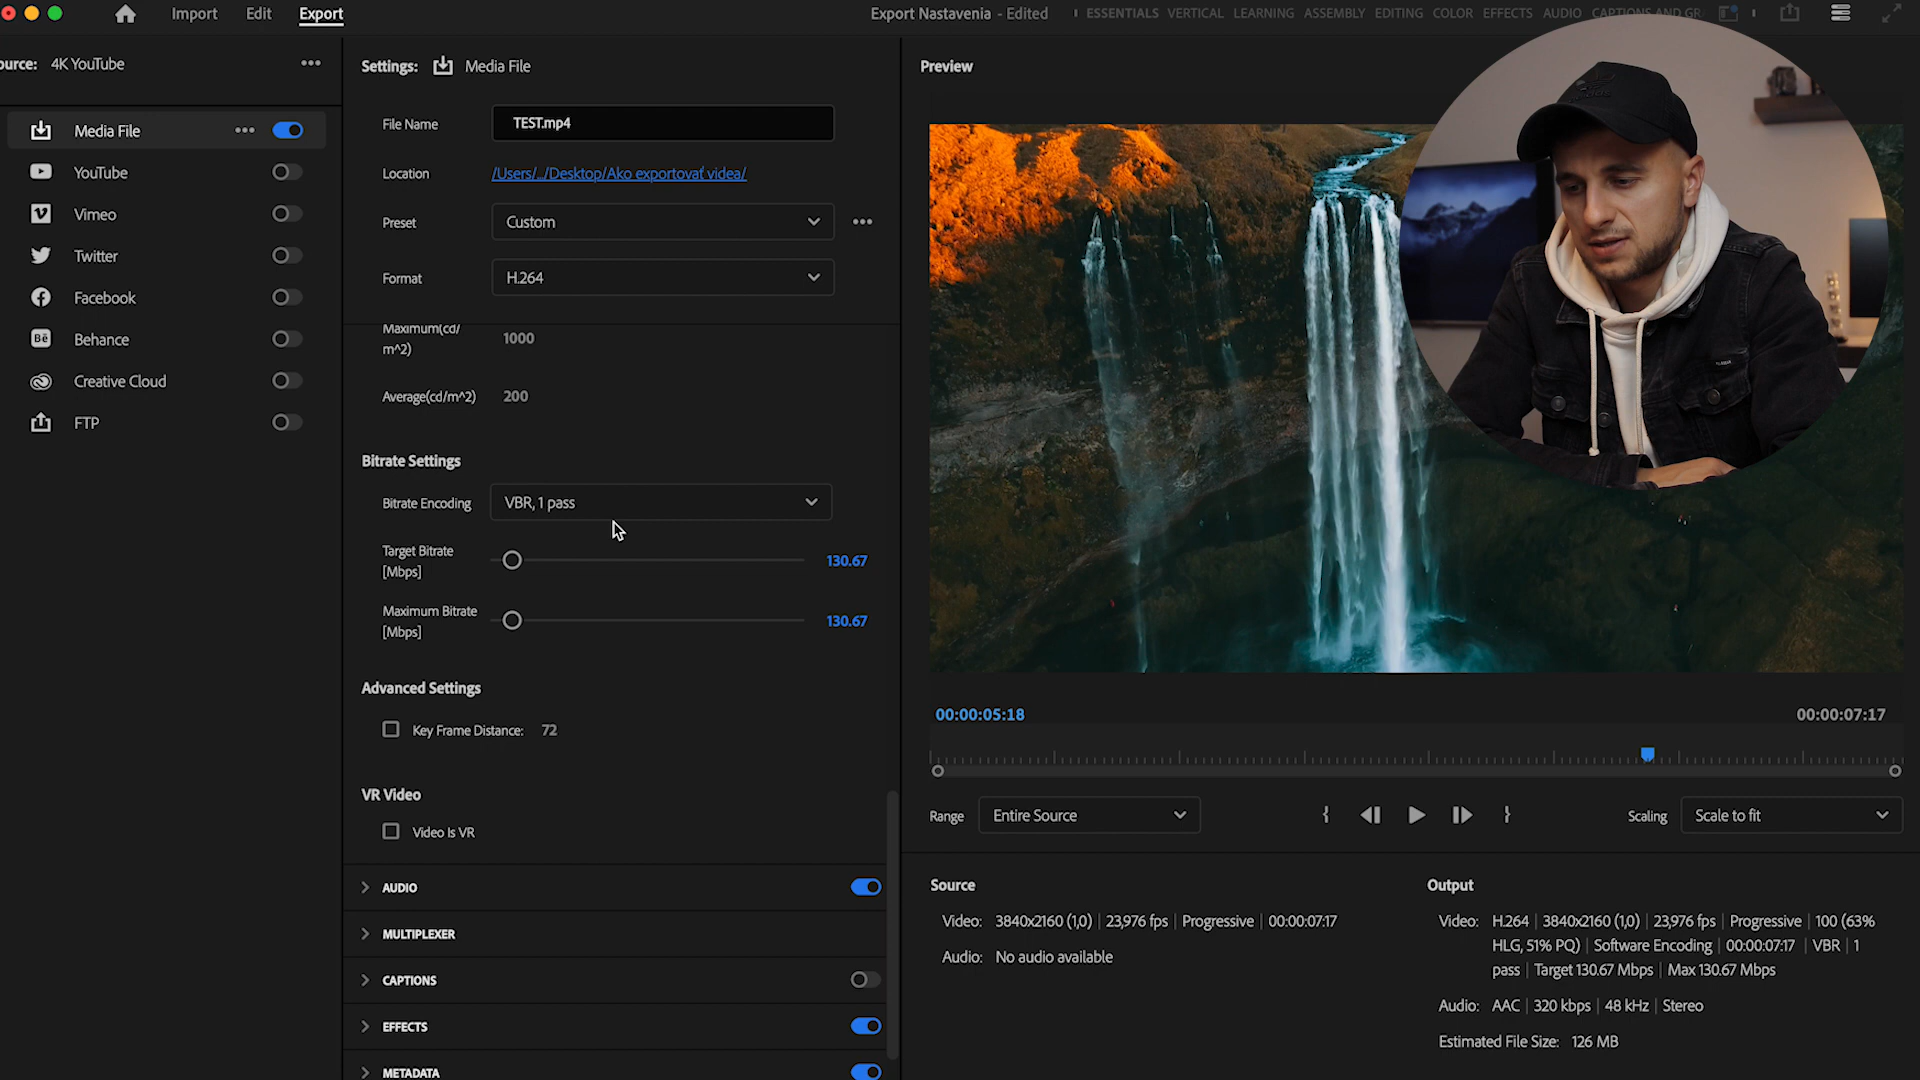 Import
Edit
Export
Export Nastavenia - Edited
ESSENTIALS
VERTICAL
LEARNING
ASSEMBLY
EDITING
COLOR
EFFECTS
AUDIO
CAPTIONS AND GR
ource: 4K YouTube
Media File
YouTube
Vimeo
Twitter
Facebook
Behance
Creative Cloud
FTP
Settings: Media File
File Name TEST.mp4
Location /Users/.../Desktop/Ako exportovať videa/
Preset Custom
Format H.264
Maximum(cd/
m^2) 1000
Average(cd/m^2) 200
Bitrate Settings
Bitrate Encoding VBR, 1 pass
Target Bitrate
[Mbps] 130.67
Maximum Bitrate
[Mbps] 130.67
Advanced Settings
Key Frame Distance: 72
VR Video
Video Is VR
AUDIO
MULTIPLEXER
CAPTIONS
EFFECTS
METADATA
Preview
00:00:05:18
00:00:07:17
Range Entire Source
Scaling Scale to fit
Source
Video: 3840x2160 (1,0) | 23,976 fps | Progressive | 00:00:07:17
Audio: No audio available
Output
Video: H.264 | 3840x2160 (1,0) | 23,976 fps | Progressive | 100 (63%
HLG, 51% PQ) | Software Encoding | 00:00:07:17 | VBR | 1
pass | Target 130.67 Mbps | Max 130.67 Mbps
Audio: AAC | 320 kbps | 48 kHz | Stereo
Estimated File Size: 126 MB